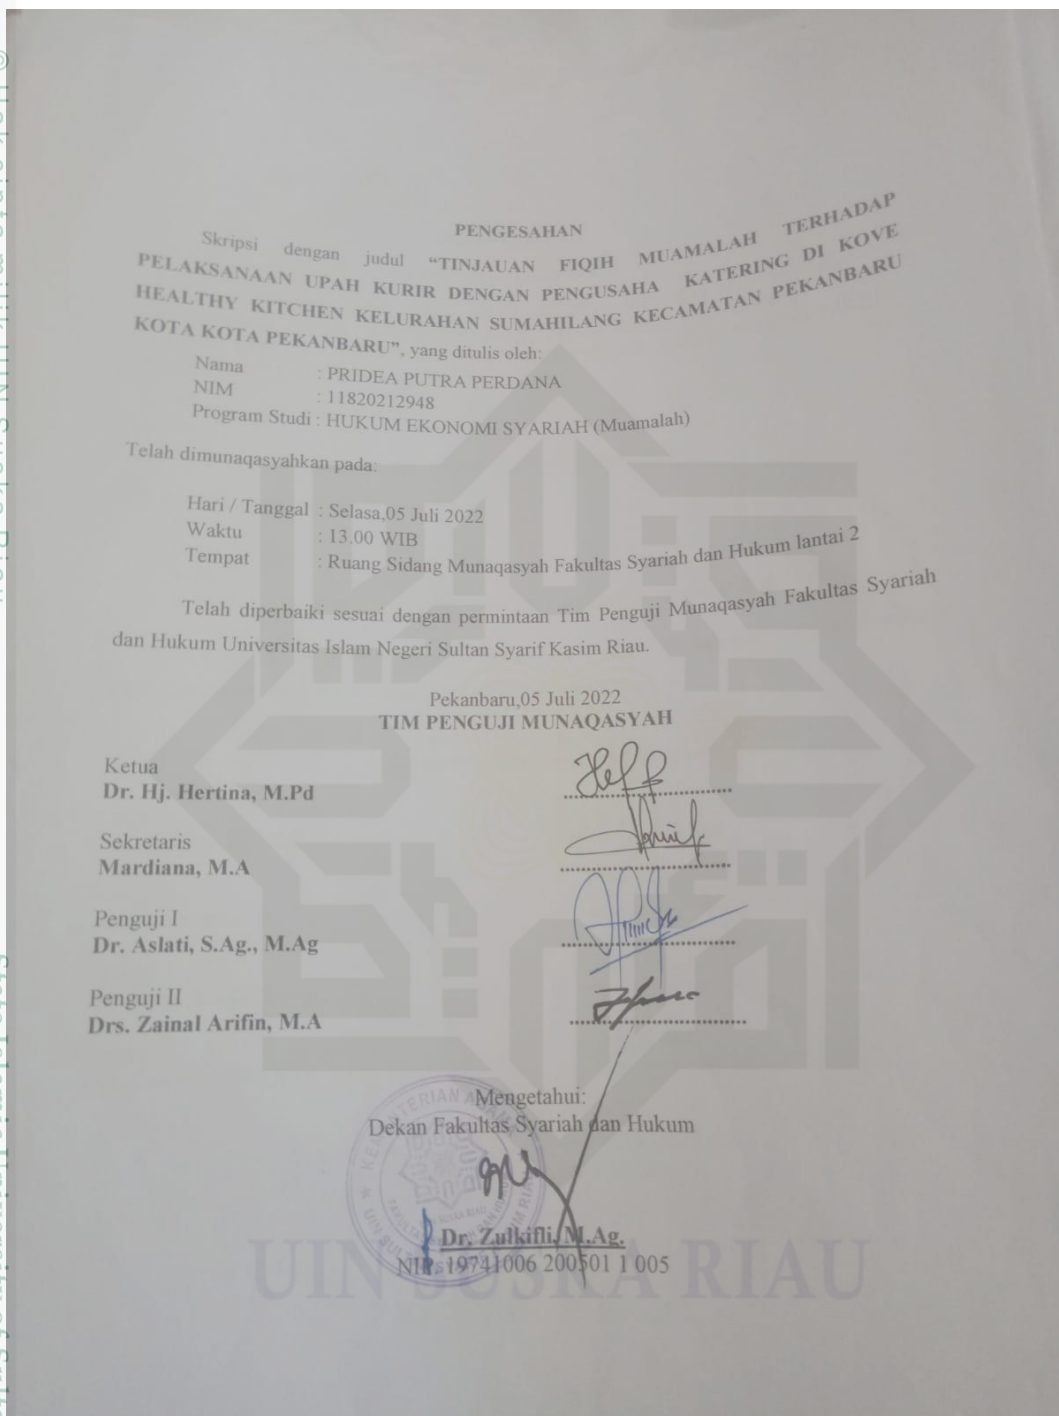 PENGESAHAN
Skripsi dengan judul “TINJAUAN FIQIH MUAMALAH TERHADAP
PELAKSANAAN UPAH KURIR DENGAN PENGUSAHA KATERING DI KOVE
HEALTHY KITCHEN KELURAHAN SUMAHILANG KECAMATAN PEKANBARU
KOTA KOTA PEKANBARU”, yang ditulis oleh:
Nama : PRIDEA PUTRA PERDANA
NIM : 11820212948
Program Studi : HUKUM EKONOMI SYARIAH (Muamalah)
Telah dimunaqasyahkan pada:
Hari / Tanggal : Selasa,05 Juli 2022
Waktu : 13.00 WIB
Tempat : Ruang Sidang Munaqasyah Fakultas Syariah dan Hukum lantai 2
Telah diperbaiki sesuai dengan permintaan Tim Penguji Munaqasyah Fakultas Syariah
dan Hukum Universitas Islam Negeri Sultan Syarif Kasim Riau.
Pekanbaru,05 Juli 2022
TIM PENGUJI MUNAQASYAH
Ketua
Dr. Hj. Hertina, M.Pd
Sekretaris
Mardiana, M.A
Penguji I
Dr. Aslati, S.Ag., M.Ag
Penguji II
Drs. Zainal Arifin, M.A
Mengetahui:
Dekan Fakultas Syariah dan Hukum
Dr. Zulkifli, M.Ag.
NIP. 19741006 200501 1 005
UIN SUSKA RIAU